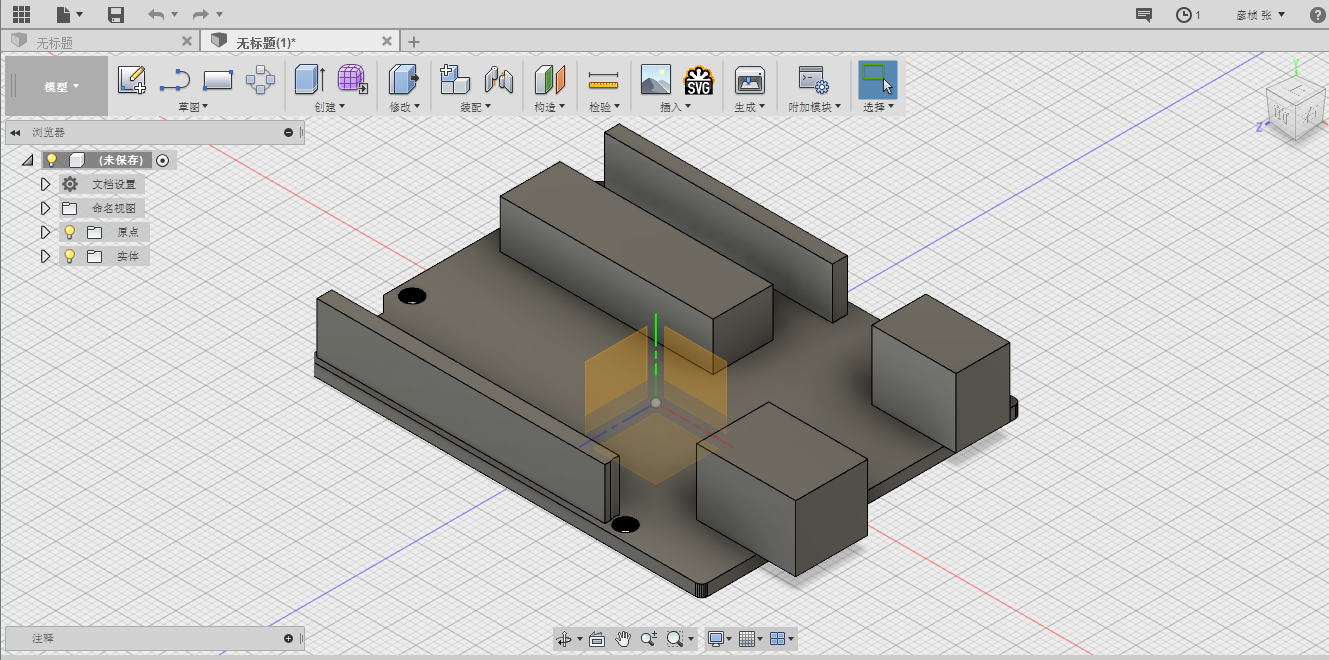 1 彦桢 张
无标题 无标题(1)*
模型
SVG
草图 创建 修改 装配 构造 检验 插入 生成 附加模块 选择
Y
Z 前 右
浏览器
(未保存)
文档设置
命名视图
原点
实体
注释